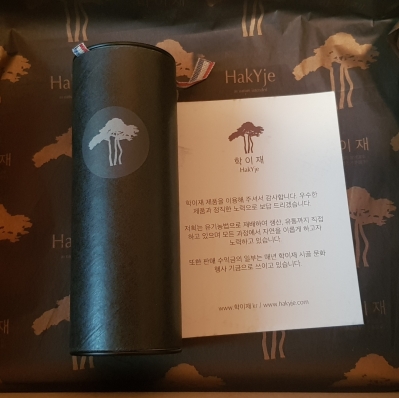 HakYje
학이재
HakYje
학이재 제품을 이용해 주셔서 감사합니다. 우수한
제품과 정직한 노력으로 보답 드리겠습니다.
저희는 유기농법으로 재배하여 생산, 유통까지 직접
하고 있으며 모든 과정에서 자연을 이롭게 하고자
노력하고 있습니다.
또한 판매 수익금의 일부는 매년 학이재 시골 문화
행사 기금으로 쓰이고 있습니다.
www.학이재.kr / www.hakyje.com
학이재